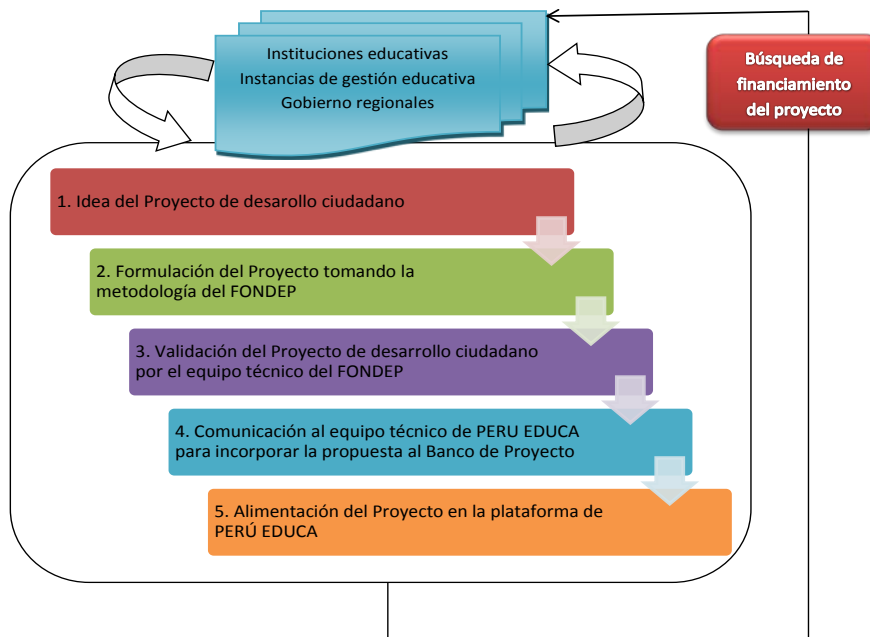 Instituciones educativas
Instancias de gestión educativa
Gobierno regionales
Búsqueda de
financiamiento
del proyecto
1. Idea del Proyecto de desarollo ciudadano
2. Formulación del Proyecto tomando la
metodología del FONDEP
3. Validación del Proyecto de desarrollo ciudadano
por el equipo técnico del FONDEP
4. Comunicación al equipo técnico de PERU EDUCA
para incorporar la propuesta al Banco de Proyecto
5. Alimentación del Proyecto en la plataforma de
PERÚ EDUCA